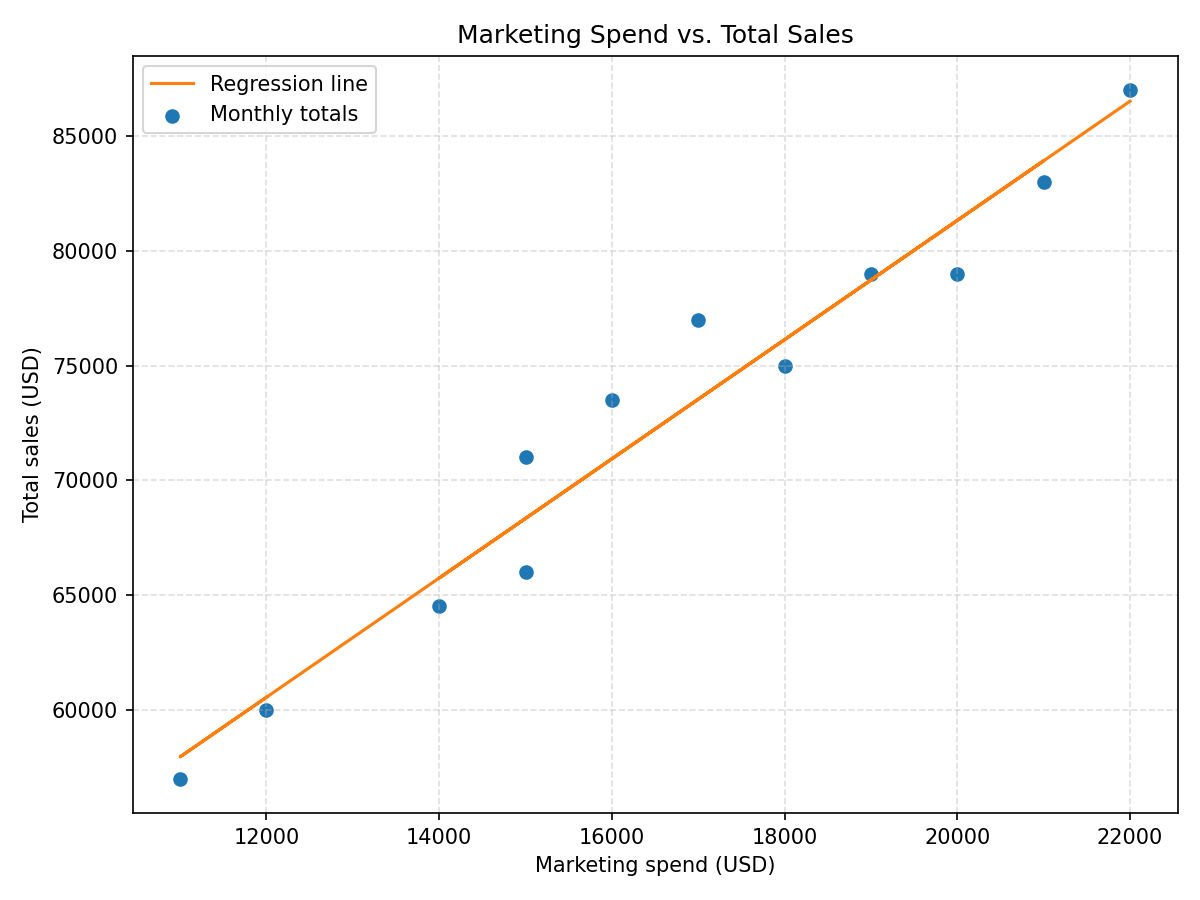 Marketing Spend vs. Total Sales
Regression line
Monthly totals
85000
80000
75000
70000
65000
60000
Total sales (USD)
12000 14000 16000 18000 20000 22000
Marketing spend (USD)